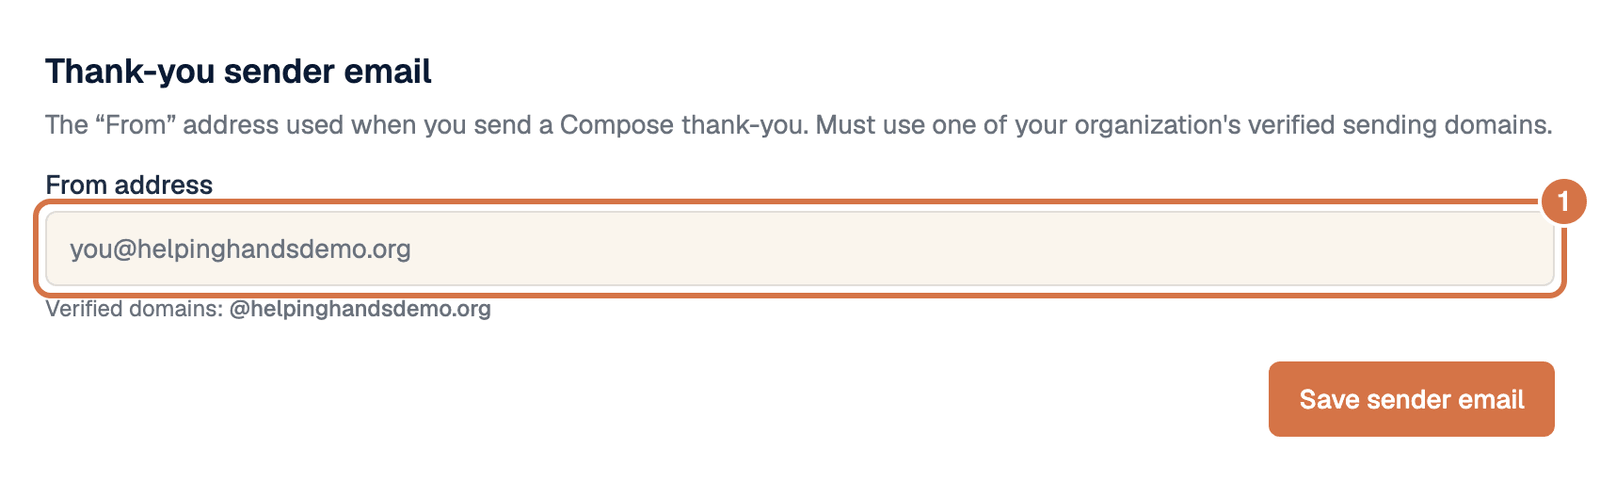 Thank-you sender email
The “From” address used when you send a Compose thank-you. Must use one of your organization's verified sending domains.
From address
1
you@helpinghandsdemo.org
Verified domains: @helpinghandsdemo.org
Save sender email